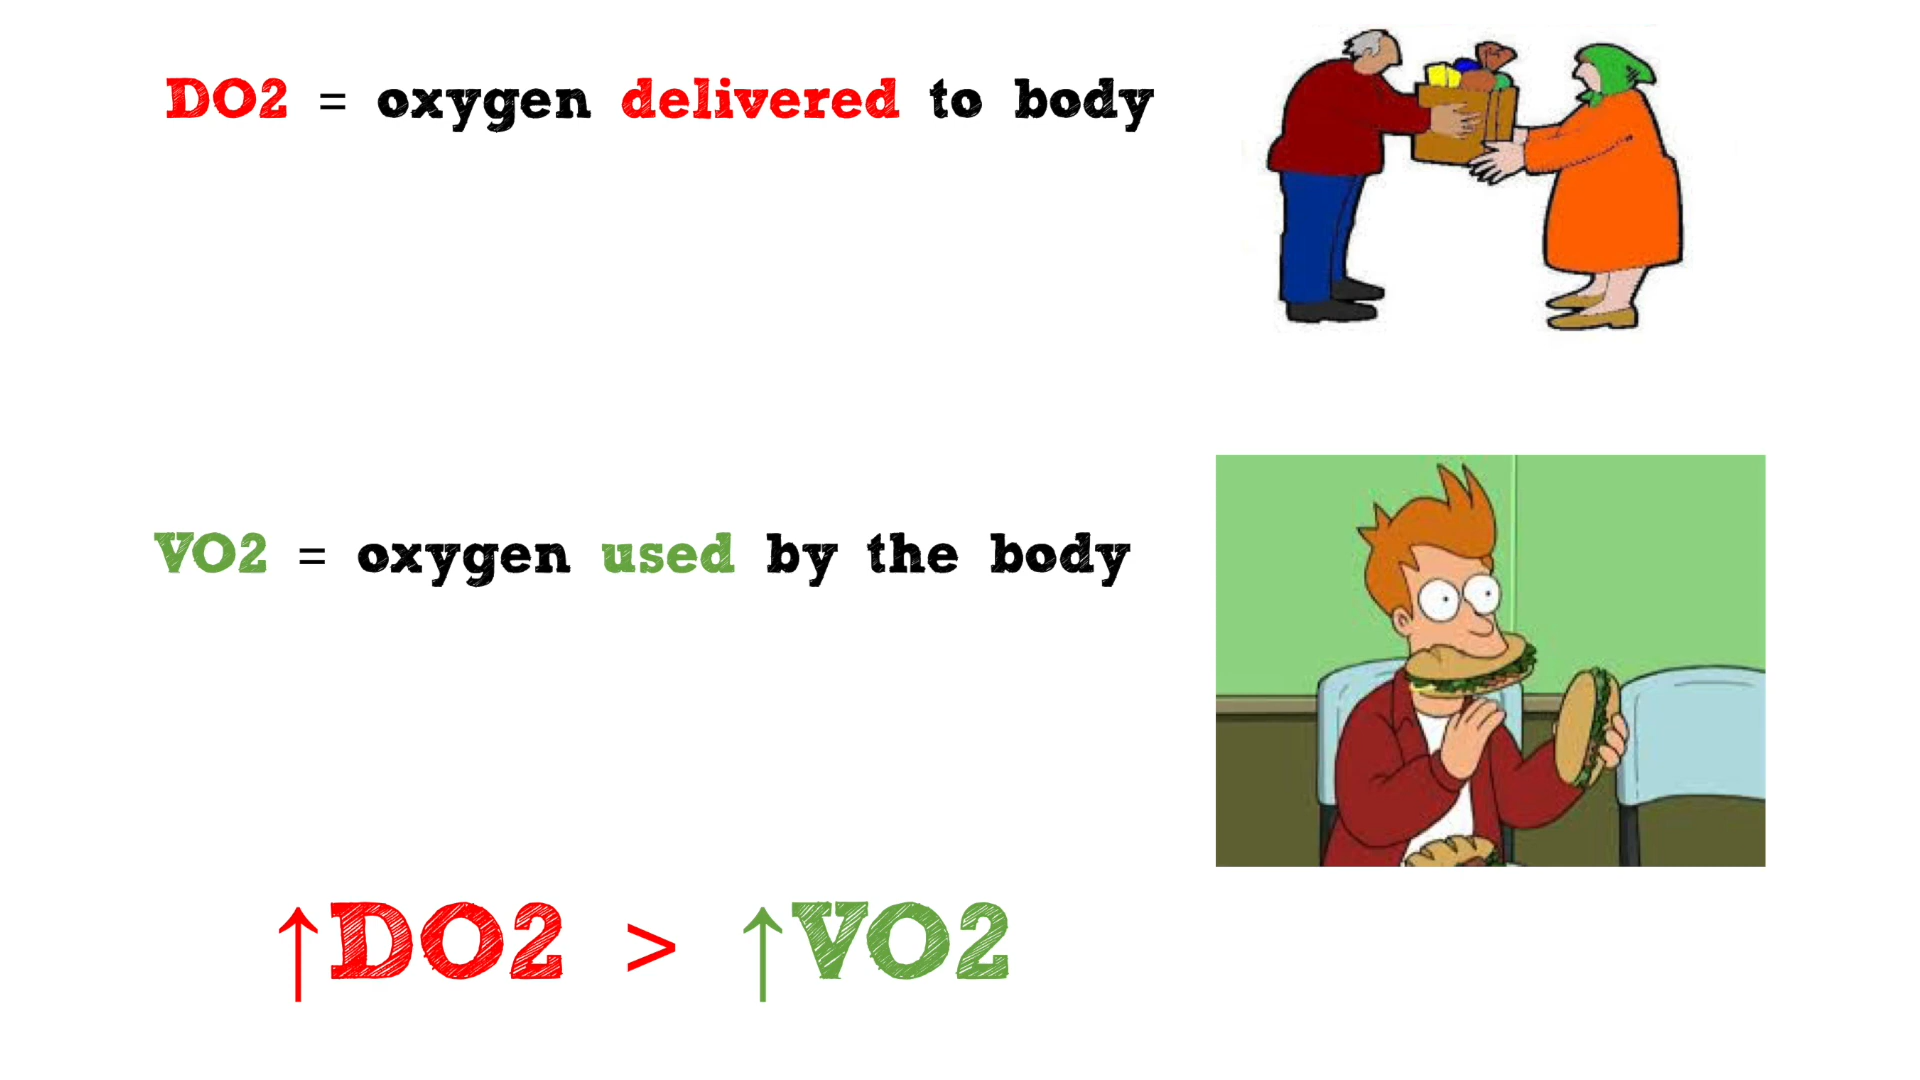 DO2 = oxygen delivered to body
VO2 = oxygen used by the body
↑DO2 > ↑VO2